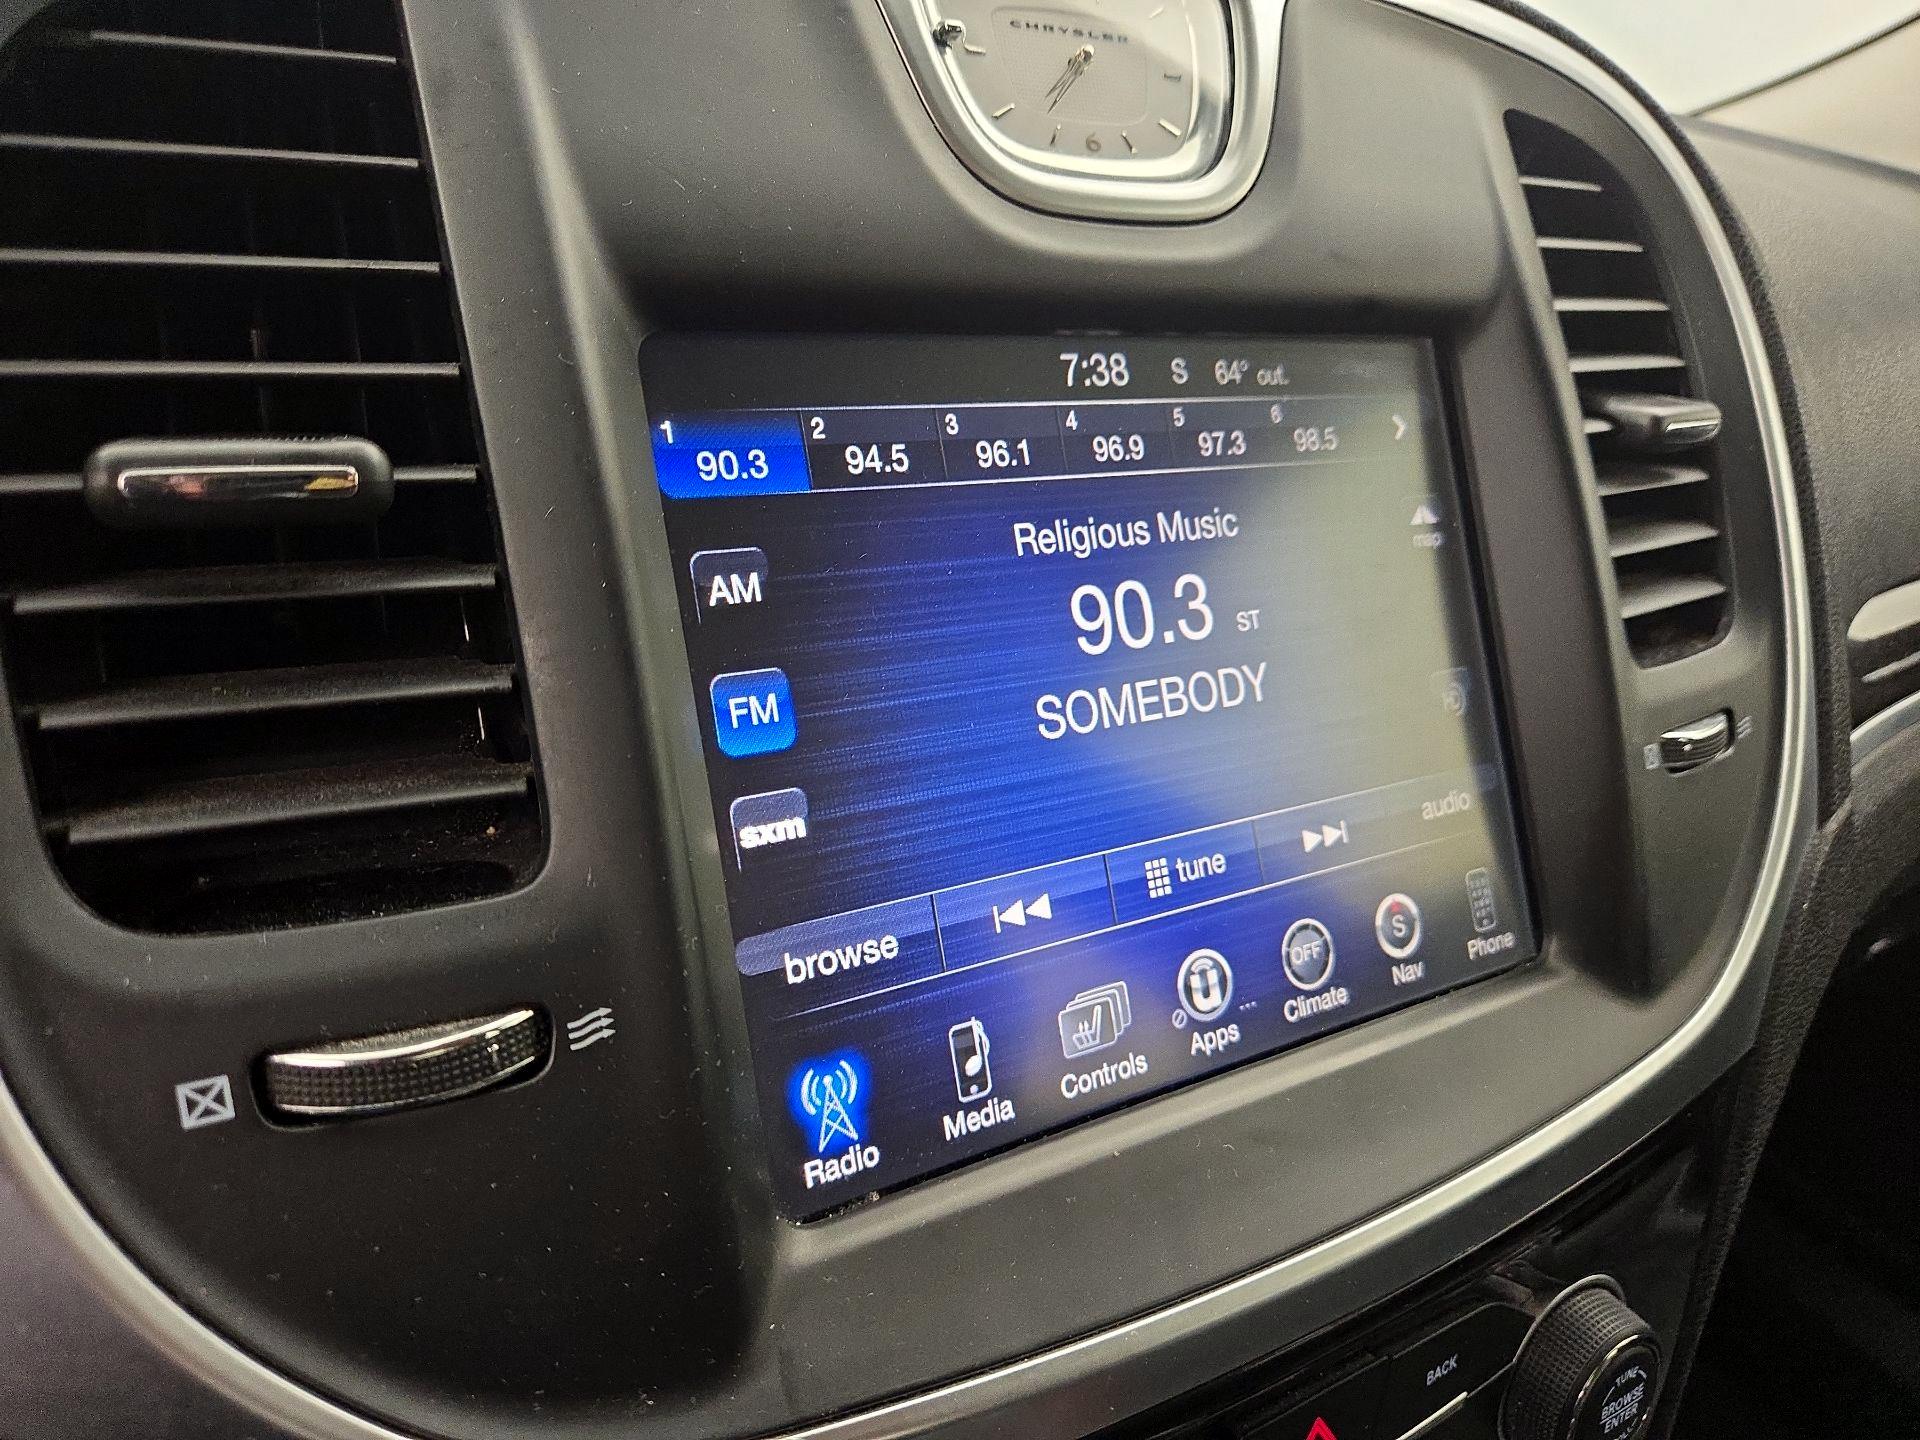 CHRYSLER
6
7:38 S 64° out.
1 2 3 4 5 6
90.3 94.5 96.1 96.9 97.3 98.5
Religious Music
map
AM
90.3 ST
FM
SOMEBODY
sxm
browse tune audio
Radio Media Controls Apps Climate Nav Phone
OFF
S
BACK
TUNE
BROWSE
ENTER